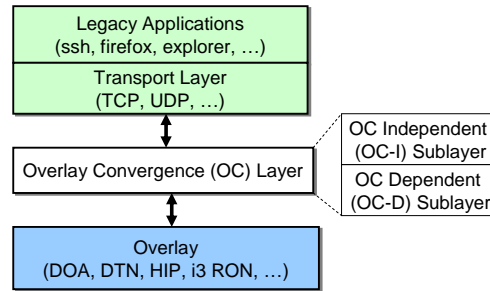 Legacy Applications
(ssh, firefox, explorer, …)
Transport Layer
(TCP, UDP, …)
Overlay Convergence (OC) Layer
OC Independent
(OC-I) Sublayer
OC Dependent
(OC-D) Sublayer
Overlay
(DOA, DTN, HIP, i3 RON, …)